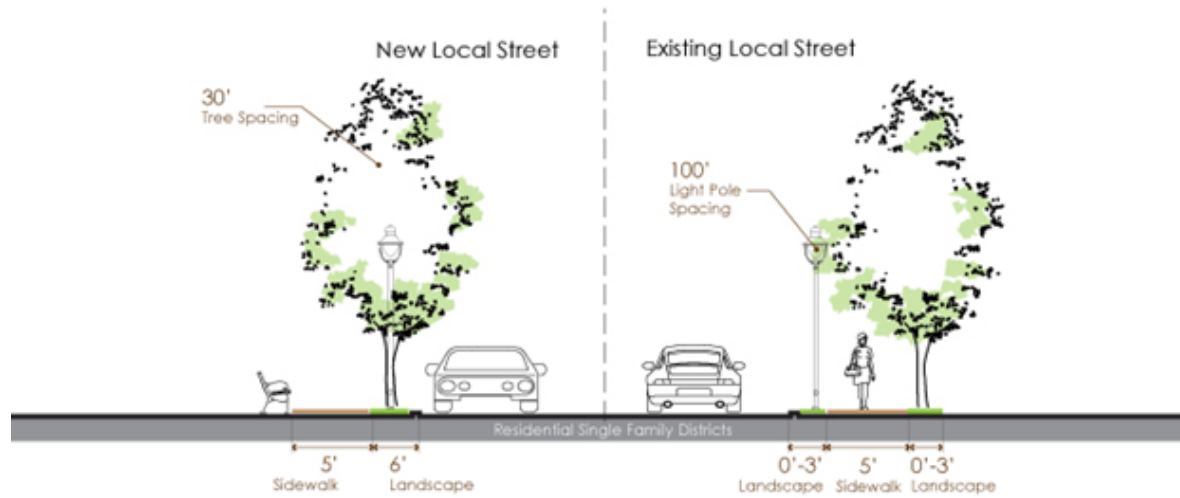 New Local Street
Existing Local Street
30'
Tree Spacing
100'
Light Pole
Spacing
Residential Single Family Districts
5'
Sidewalk
6'
Landscape
0'-3'
Landscape
5'
Sidewalk
0'-3'
Landscape